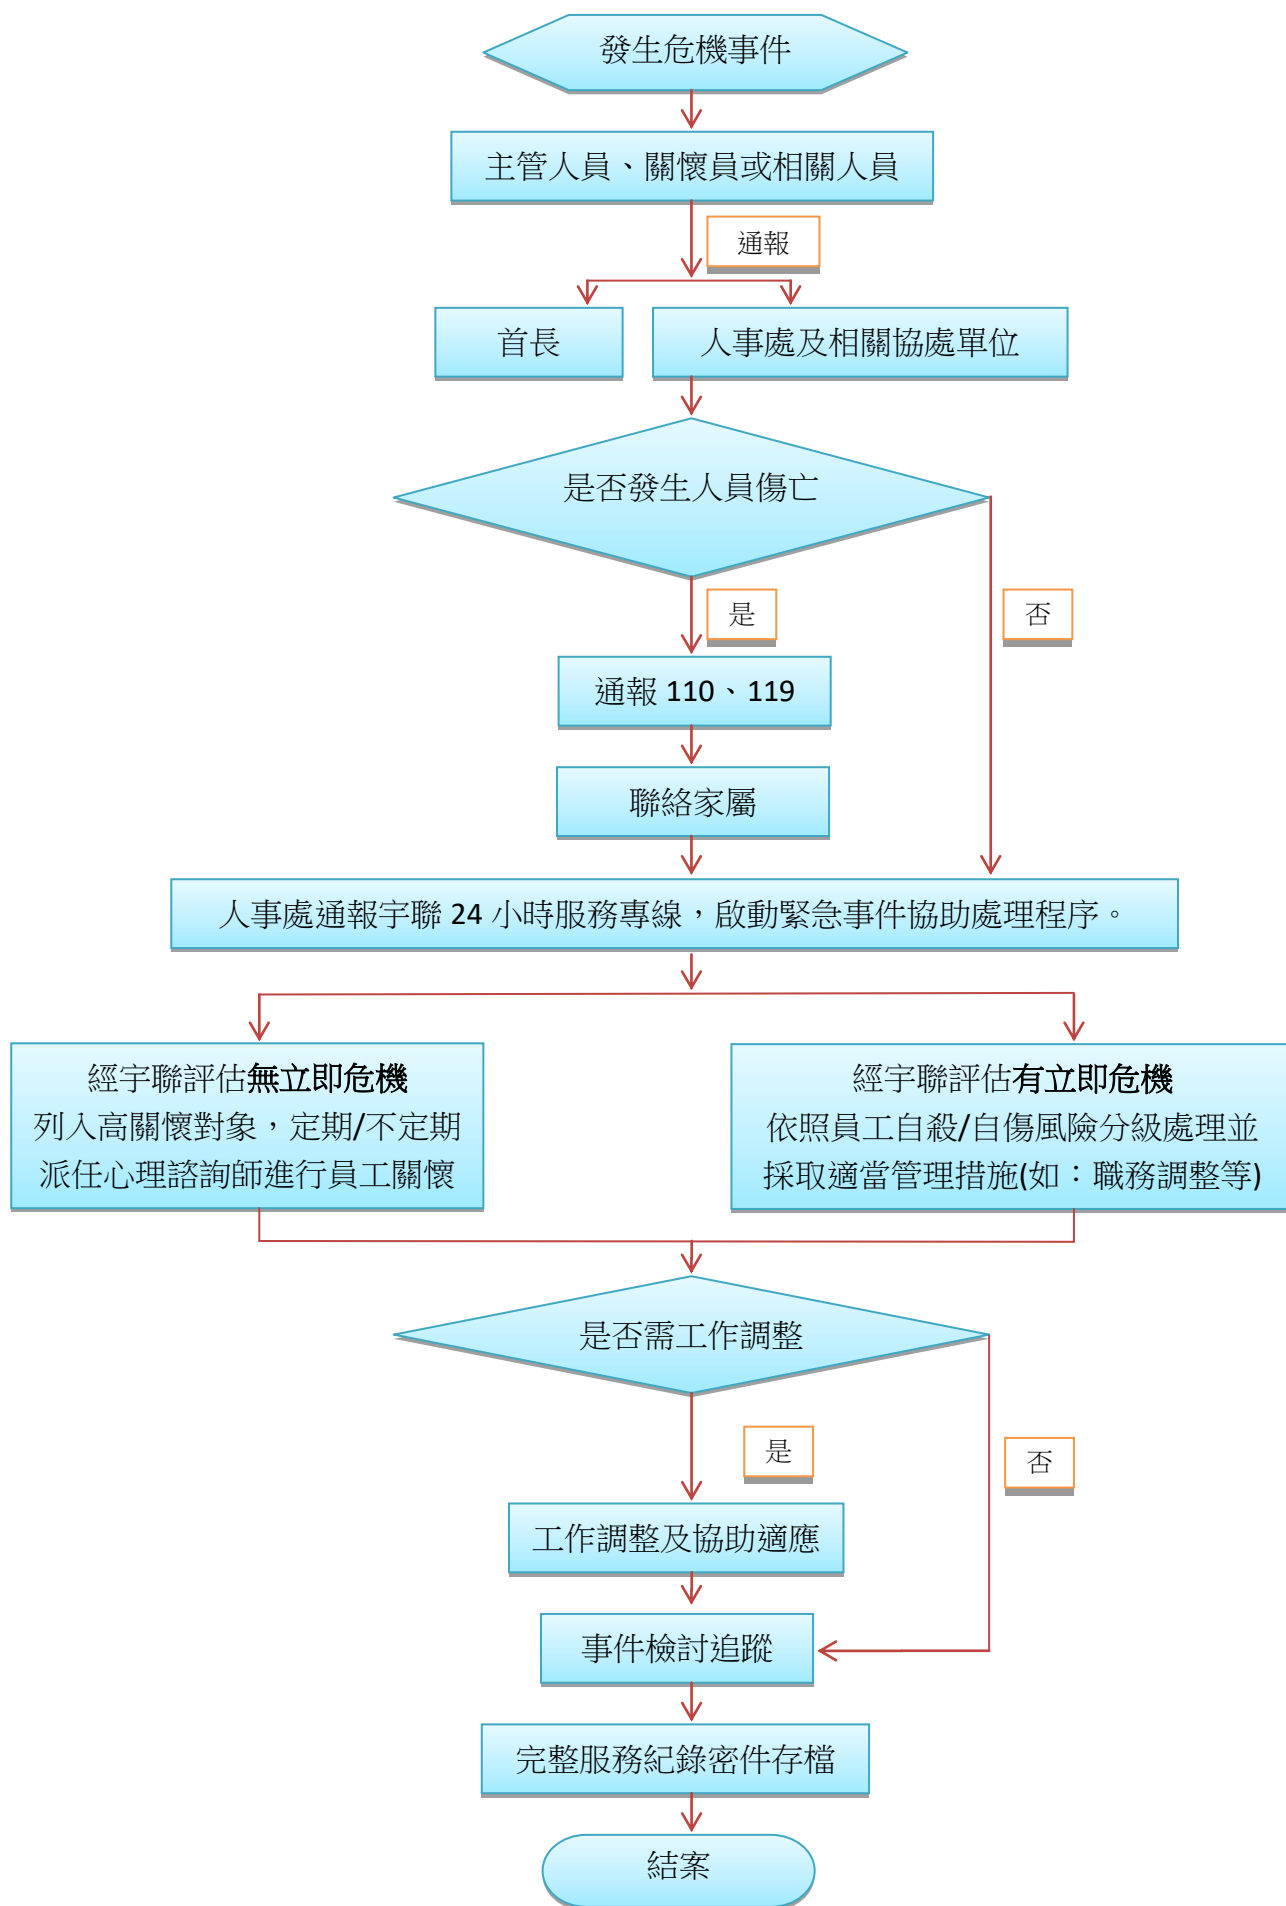 發生危機事件
主管人員、關懷員或相關人員
通報
首長
人事處及相關協處單位
是否發生人員傷亡
是
否
通報 110、119
聯絡家屬
人事處通報宇聯 24 小時服務專線，啟動緊急事件協助處理程序。
經宇聯評估無立即危機
列入高關懷對象，定期/不定期
派任心理諮詢師進行員工關懷
經宇聯評估有立即危機
依照員工自殺/自傷風險分級處理並
採取適當管理措施(如：職務調整等)
是否需工作調整
是
否
工作調整及協助適應
事件檢討追蹤
完整服務紀錄密件存檔
結案